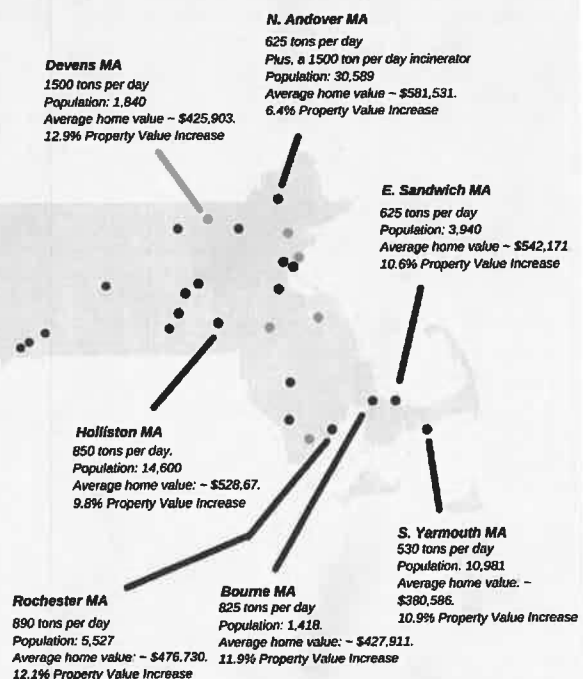 N. Andover MA
625 tons per day
Plus, a 1500 ton per day incinerator
Population: 30,589
Average home value ~ $581,531.
6.4% Property Value Increase
Devens MA
1500 tons per day
Population: 1,840
Average home value ~ $425,903.
12.9% Property Value Increase
E. Sandwich MA
625 tons per day
Population: 3,940
Average home value ~ $542,171
10.6% Property Value Increase
Holliston MA
850 tons per day.
Population: 14,600
Average home value: ~ $528,67.
9.8% Property Value Increase
S. Yarmouth MA
530 tons per day
Population. 10,981
Average home value: ~
$380,586.
10.9% Property Value Increase
Rochester MA
890 tons per day
Population: 5,527
Average home value: ~ $476.730.
12.1% Property Value Increase
Bourne MA
825 tons per day
Population: 1,418.
Average home value: ~ $427,911.
11.9% Property Value Increase